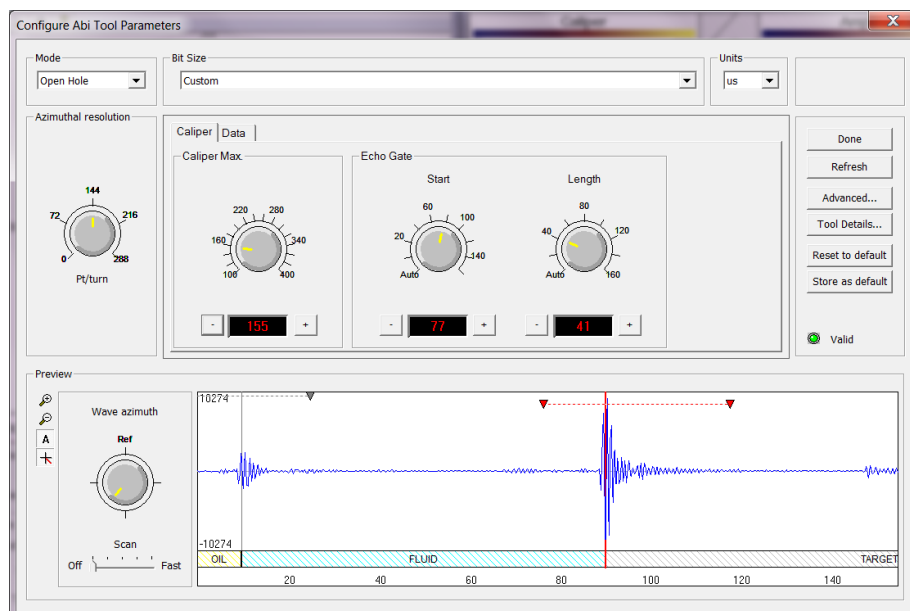 Configure Abi Tool Parameters
Caliper
Mode
Bit Size
Units
Open Hole
Custom
us
Azimuthal resolution
144
72
216
0
288
Pt/turn
Caliper
Data
Caliper Max.
220
280
160
340
100
400
-
155
+
Echo Gate
Start
60
100
20
140
Auto
-
77
+
Length
80
40
120
Auto
160
-
41
+
Done
Refresh
Advanced...
Tool Details...
Reset to default
Store as default
Valid
Preview
A
Wave azimuth
Ref
Scan
Off
Fast
10274
-10274
OIL
FLUID
TARGET
20 40 60 80 100 120 140